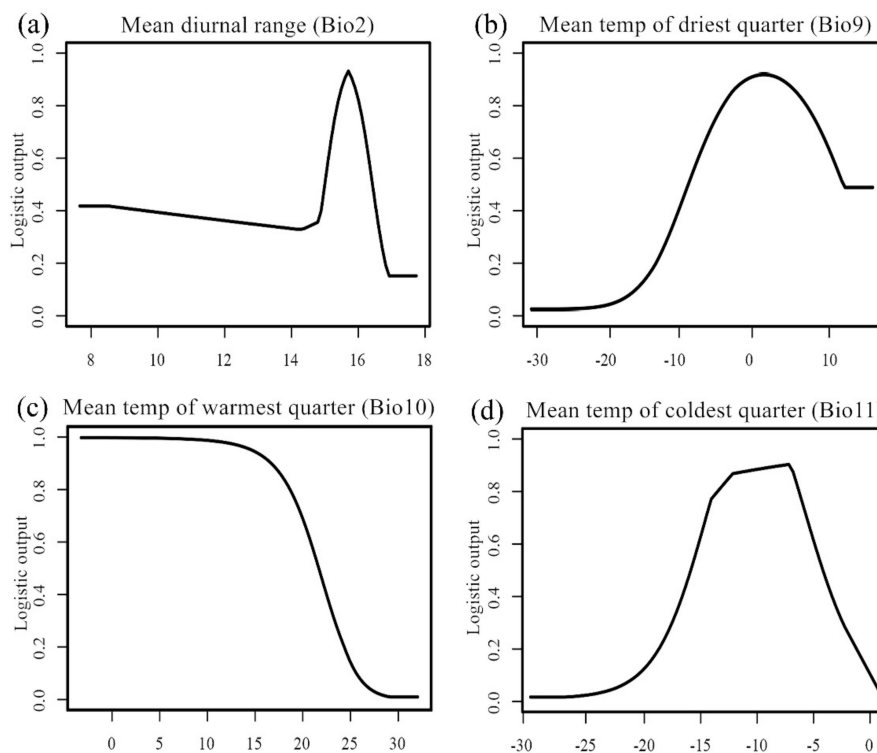 (a) Mean diurnal range (Bio2)
Logistic output
1.0
0.8
0.6
0.4
0.2
0.0
8 10 12 14 16 18
(b) Mean temp of driest quarter (Bio9)
Logistic output
1.0
0.8
0.6
0.4
0.2
0.0
-30 -20 -10 0 10
(c) Mean temp of warmest quarter (Bio10)
Logistic output
1.0
0.8
0.6
0.4
0.2
0.0
0 5 10 15 20 25 30
(d) Mean temp of coldest quarter (Bio11
Logistic output
1.0
0.8
0.6
0.4
0.2
0.0
-30 -25 -20 -15 -10 -5 0